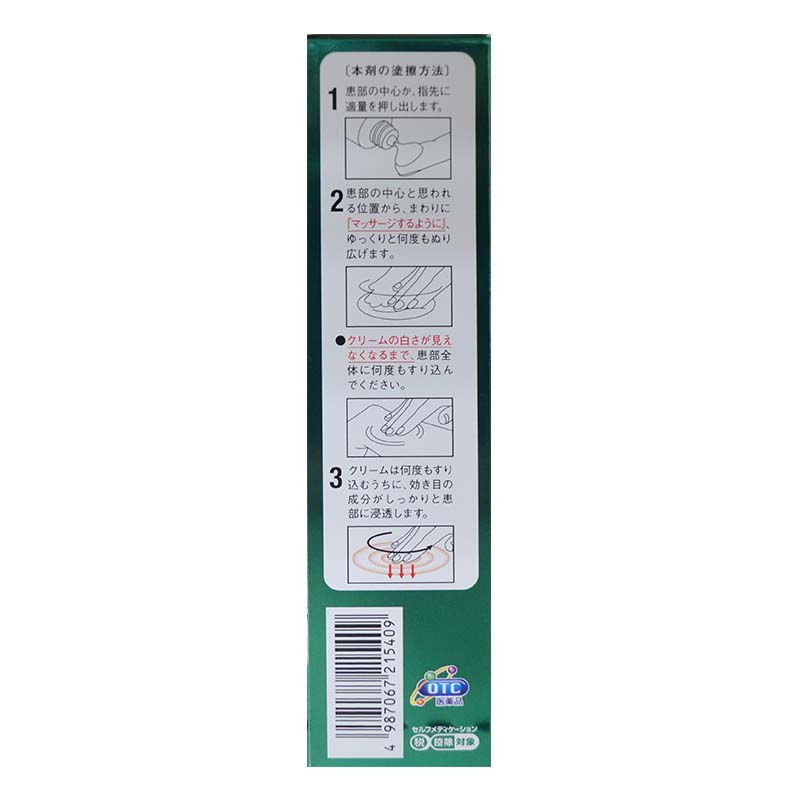 〔本剤の塗擦方法〕
1 患部の中心か、指先に
適量を押し出します。
2 患部の中心と思われ
る位置から、まわりに
『マッサージするように』、
ゆっくりと何度もぬり
広げます。
●クリームの白さが見え
なくなるまで、患部全
体に何度もすり込ん
でください。
3 クリームは何度もすり
込むうちに、効き目の
成分がしっかりと患
部に浸透します。
4 987067 215409
OTC
医薬品
セルフメディケーション
税 控除 対象